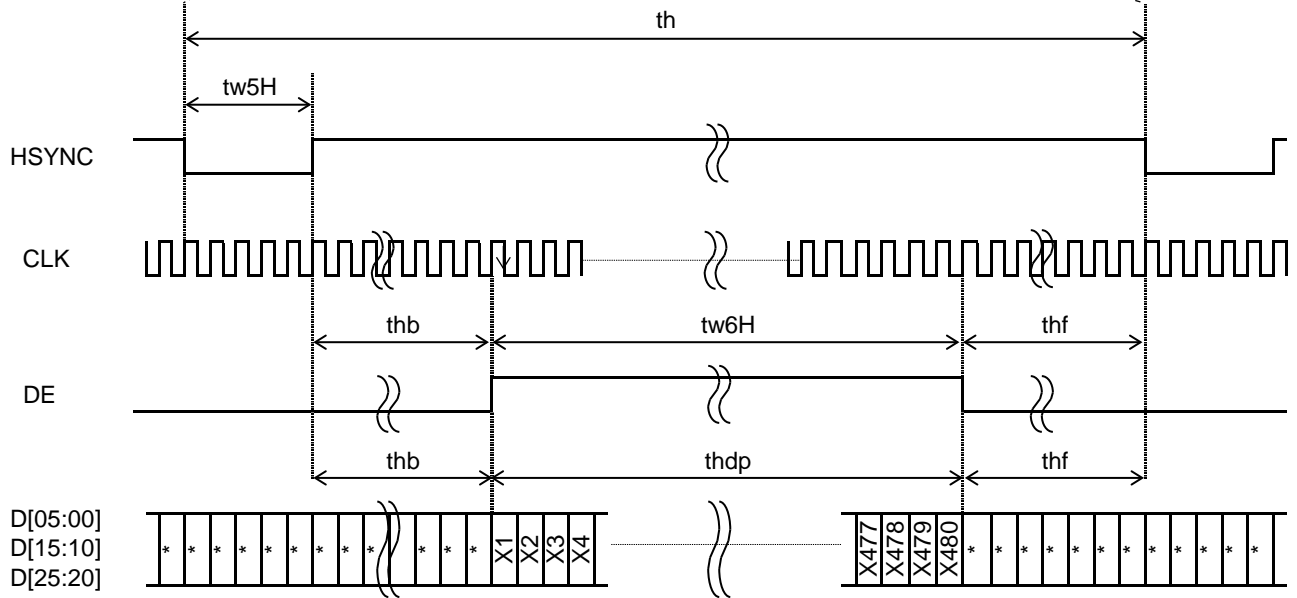 th
tw5H
HSYNC
CLK
thb tw6H thf
DE
thb thdp thf
D[05:00]
D[15:10]
D[25:20]
* * * * * * * * * * * * X1 X2 X3 X4 X477 X478 X479 X480 * * * * * * * * * * * *